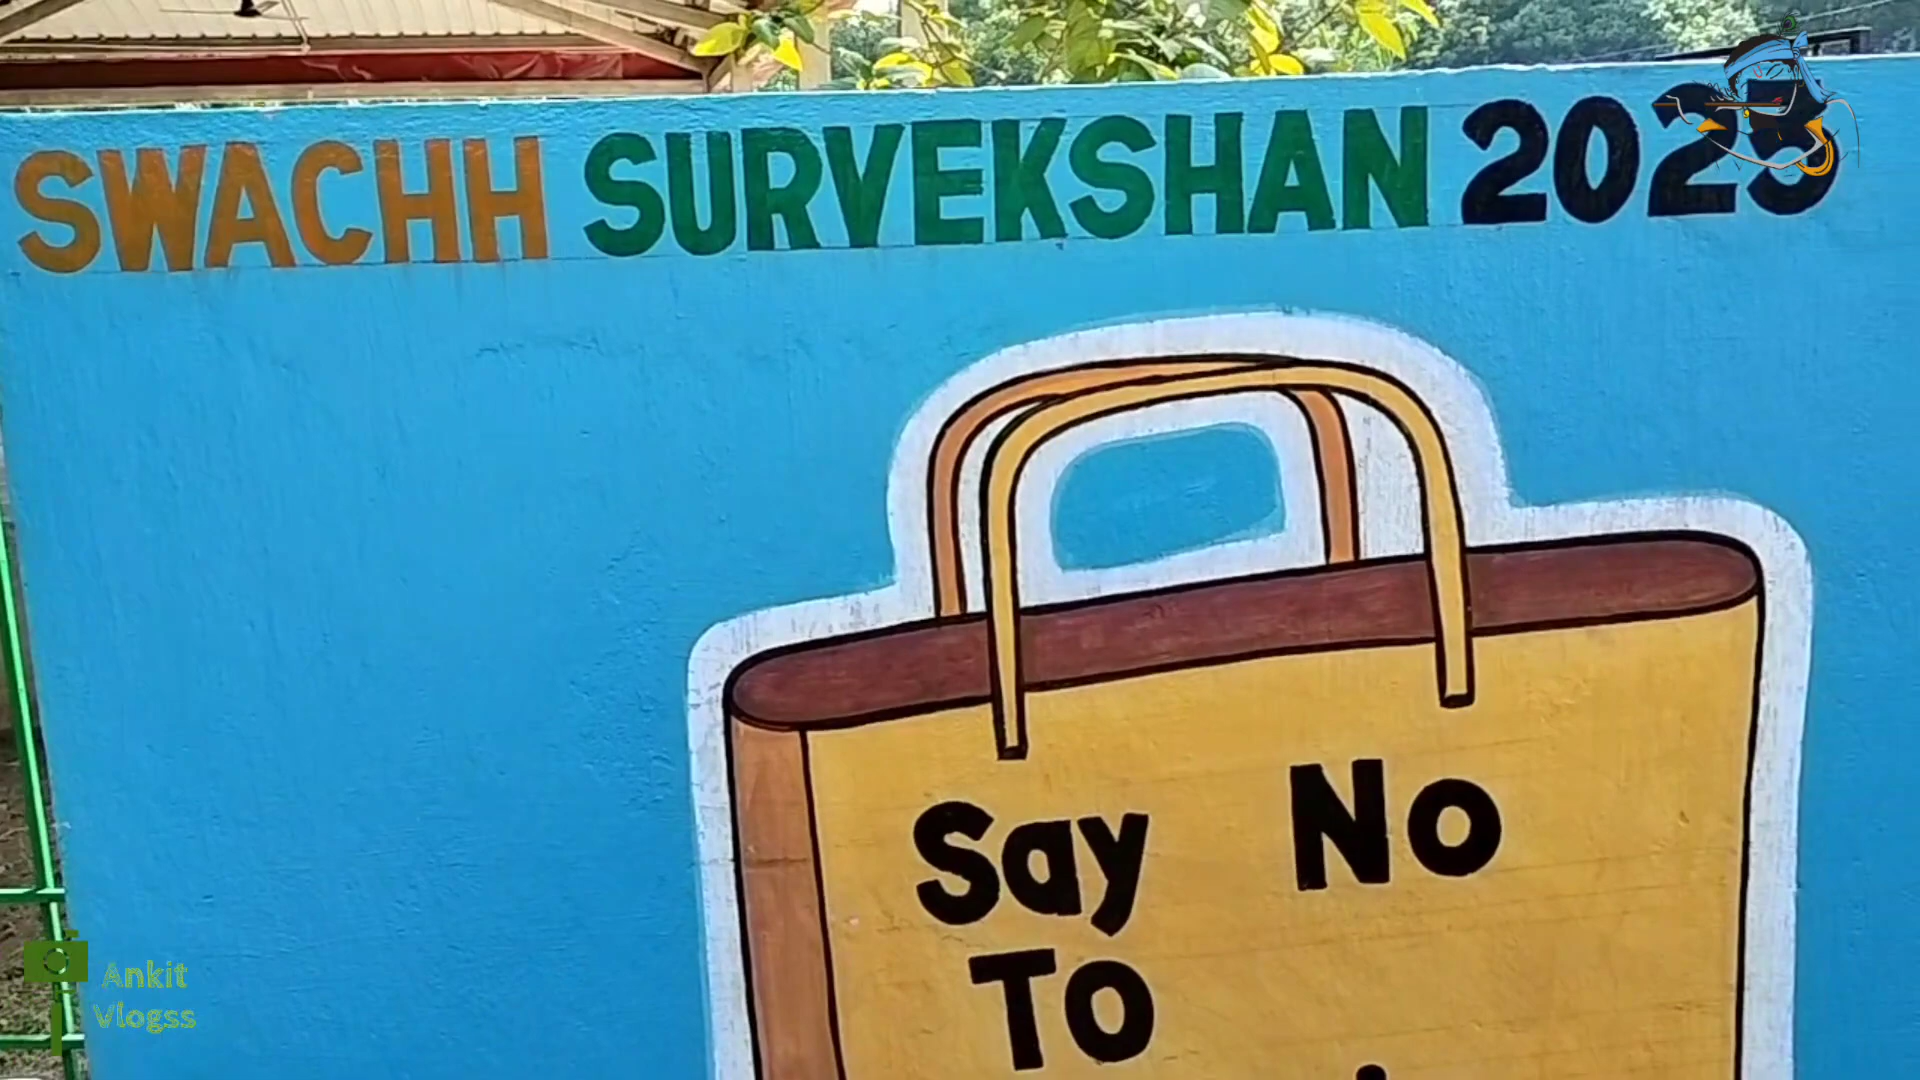 SWACHH SURVEKSHAN
Say No
To
Ankit
Vlogss